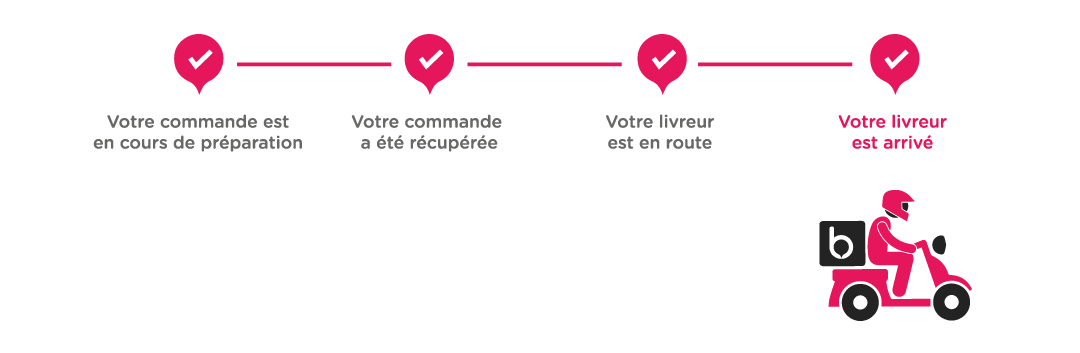 Votre commande est
en cours de préparation
Votre commande
a été récupérée
Votre livreur
est en route
Votre livreur
est arrivé
b